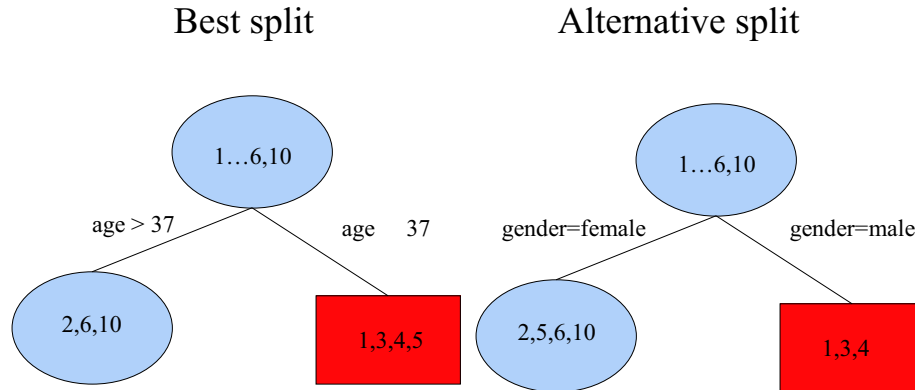 Best split
Alternative split
1…6,10
1…6,10
age > 37
age 37
gender=female
gender=male
2,6,10
1,3,4,5
2,5,6,10
1,3,4